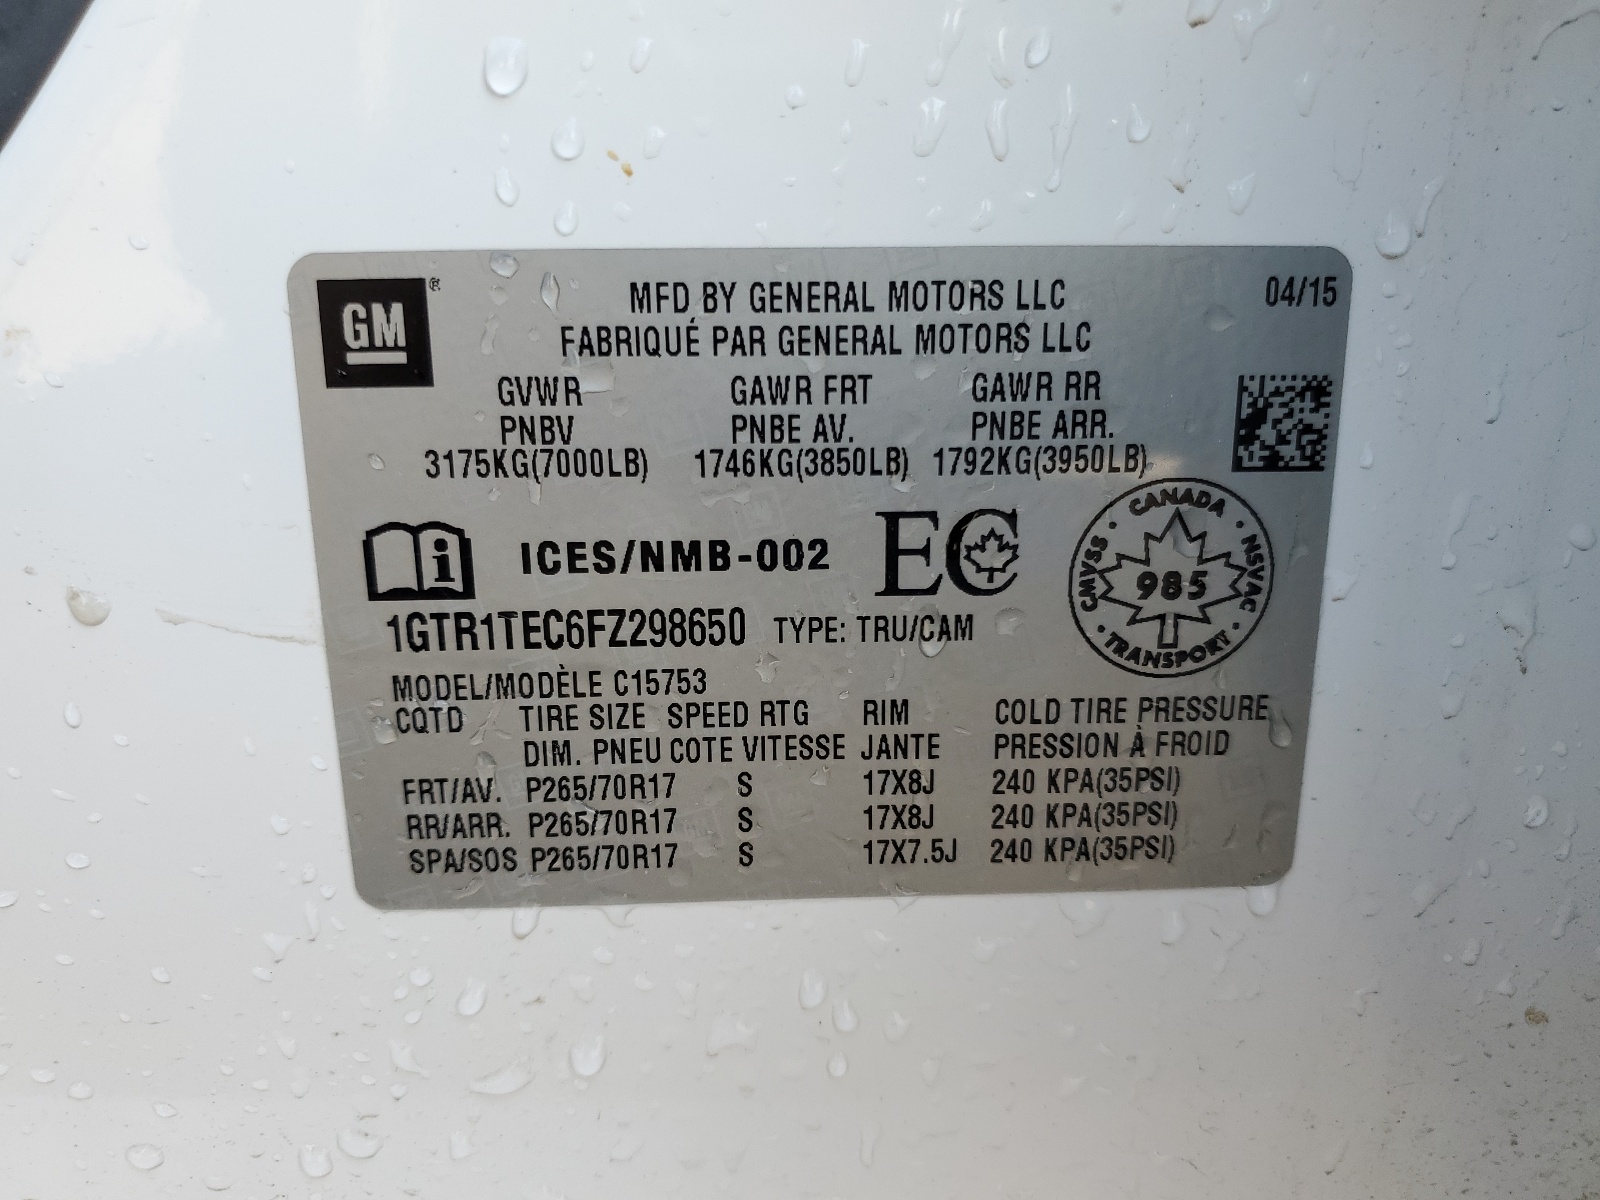 GM ®
MFD BY GENERAL MOTORS LLC 04/15
FABRIQUÉ PAR GENERAL MOTORS LLC
GVWR GAWR FRT GAWR RR
PNBV PNBE AV. PNBE ARR.
3175KG(7000LB) 1746KG(3850LB) 1792KG(3950LB)
i ICES/NMB-002 EC
CANADA · NSVAC · TRANSPORT · CMVSS ·
985
1GTR1TEC6FZ298650 TYPE: TRU/CAM
MODEL/MODÈLE C15753
CQTD TIRE SIZE SPEED RTG RIM COLD TIRE PRESSURE
DIM. PNEU COTE VITESSE JANTE PRESSION À FROID
FRT/AV. P265/70R17 S 17X8J 240 KPA(35PSI)
RR/ARR. P265/70R17 S 17X8J 240 KPA(35PSI)
SPA/SOS P265/70R17 S 17X7.5J 240 KPA(35PSI)